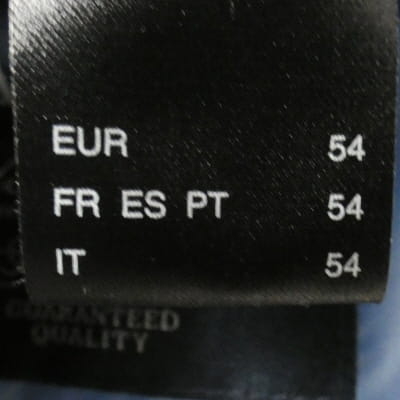 EUR 54
FR ES PT 54
IT 54
GUARANTEED
QUALITY